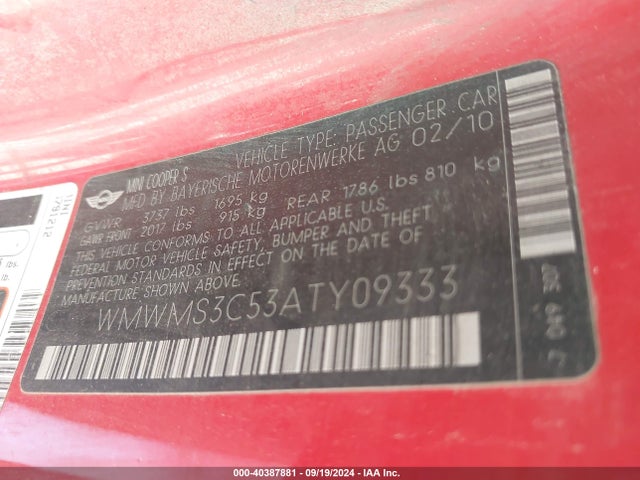 MINI COOPER S VEHICLE TYPE: PASSENGER CAR
MFD BY BAYERISCHE MOTORENWERKE AG 02/10
GVWR 3737 lbs 1695 kg
GAWR FRONT 2017 lbs 915 kg REAR 1786 lbs 810 kg
THIS VEHICLE CONFORMS TO ALL APPLICABLE U.S.
FEDERAL MOTOR VEHICLE SAFETY, BUMPER AND THEFT
PREVENTION STANDARDS IN EFFECT ON THE DATE OF
MANUFACTURE SHOWN ABOVE.
WMWMS3C53ATY09333
lbs.
000-40387881 - 09/19/2024 - IAA Inc.